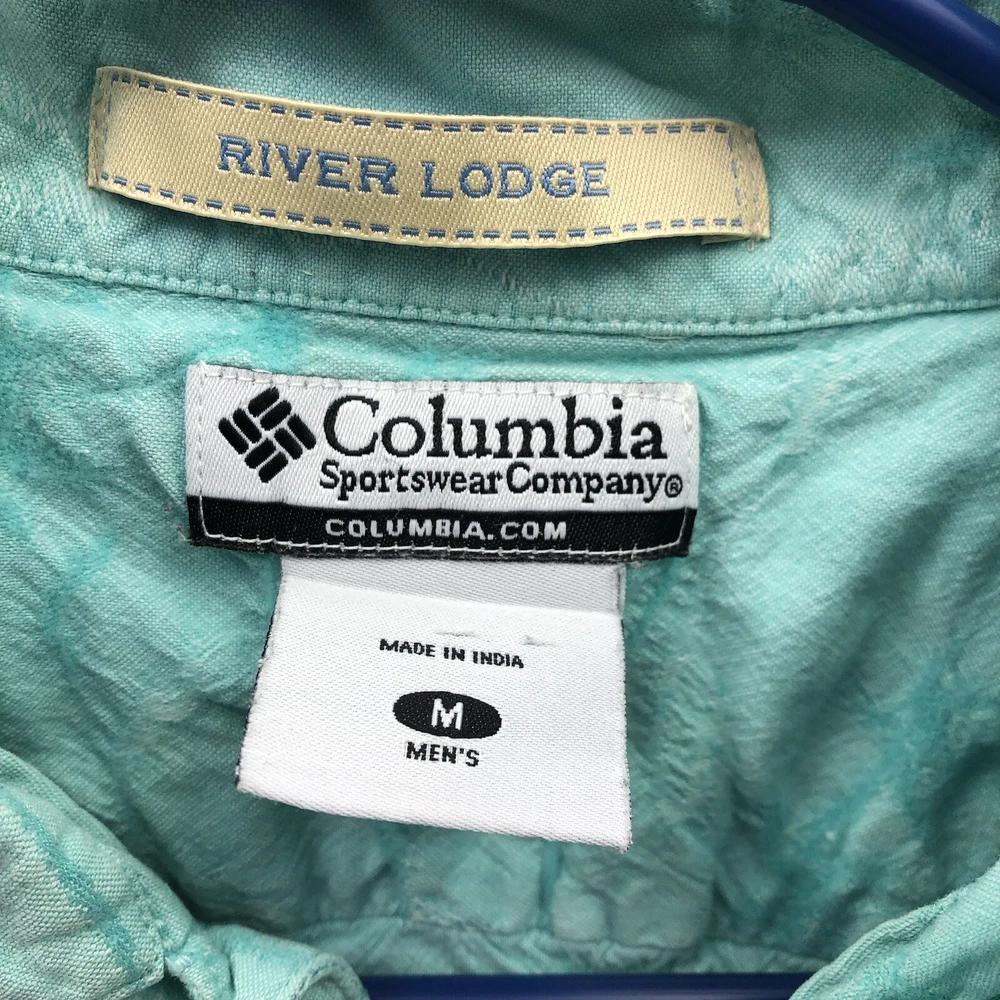 RIVER LODGE
Columbia
Sportswear Company®
COLUMBIA.COM
MADE IN INDIA
M
MEN'S